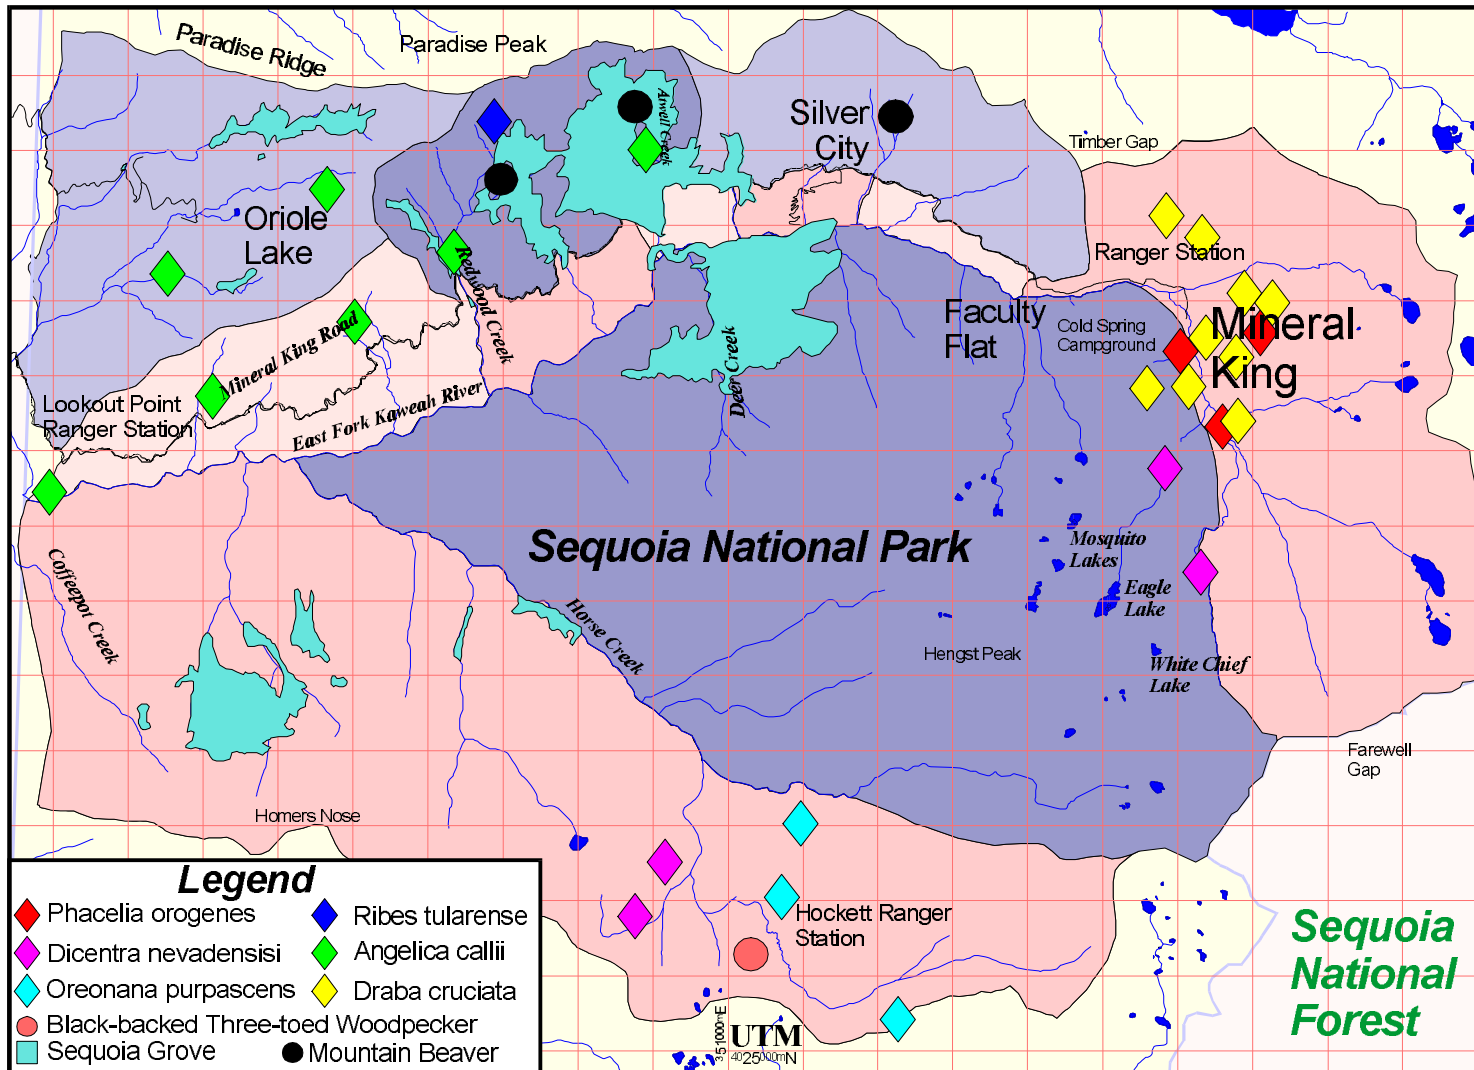 Paradise Ridge
Paradise Peak
Atwell Creek
Silver
City
Timber Gap
Oriole
Lake
Redwood Creek
Ranger Station
Faculty
Flat
Cold Spring
Campground
Mineral
King
Mineral King Road
Deer Creek
Lookout Point
Ranger Station
East Fork Kaweah River
Sequoia National Park
Mosquito
Lakes
Eagle
Lake
Coffeepot Creek
Horse Creek
Hengst Peak
White Chief
Lake
Farewell
Gap
Homers Nose
Hockett Ranger
Station
Sequoia
National
Forest
Legend
Phacelia orogenes
Ribes tularense
Dicentra nevadensisi
Angelica callii
Oreonana purpascens
Draba cruciata
Black-backed Three-toed Woodpecker
Sequoia Grove
Mountain Beaver
351000mE
UTM
4025000mN